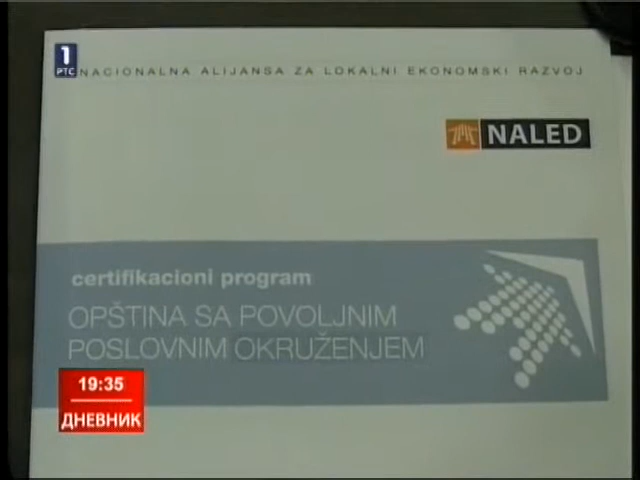 1
РТС
NACIONALNA ALIJANSA ZA LOKALNI EKONOMSKI RAZVOJ
NALED
certifikacioni program
OPŠTINA SA POVOLJNIM
POSLOVNIM OKRUŽENJEM
19:35
ДНЕВНИК